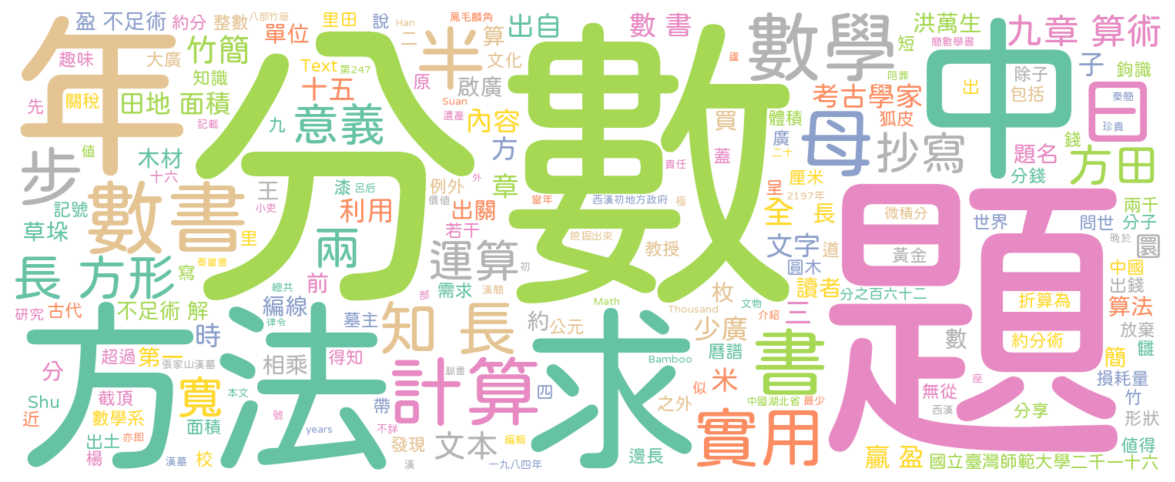 年
分
數
題
中
方法
求
日
母
半
數學
九章 算術
洪萬生
盈 不足術
約分
整數
里田
說
單位
二
鳳毛麟角
Han
算
文化
出自
數 書
短
簡數學書
鉤識
子
八部竹簡
竹簡
趣味
大廣
知識
Text
第247
十五
原
啟廣
Suan
遺產
陪葬
考古學家
除子
包括
出
秦簡
珍貴
先
關稅
田地 面積
記載
九
意義
內容
買
體積
廣
二十
狐皮
抄寫
題名
錢
方田
值
步
木材
十六
方
章
責任
蓋
呈
厘米
分錢
兩千
分子
王
漆
呂后
例外
價值
外
當年
西漢初地方政府
極
2197年
全 長
微積分
世界
問世
晚於
小吏
利用
出關
若干
記號
草垛
里
數書
兩
挖掘出來
教授
文字
道
黃金
圓木
中國
長 方形
寫
運算
初
前
需求
漢簡
總共
編線
枚
讀者
分之百六十二
出錢
研究
古代
不足術 解
律令
墓主
部
Math
Thousand
文物
介紹
三
折算為
算法
時
知 長
約
公元
少廣
曆譜
約分術
放棄
數
超過
第一
張家山漢墓
相乘
得知
書
簡
分
計算
四
Bamboo
米
似
無從
損耗量
竹
截頂
寬
帶
之外
中國湖北省
最少
座
西漢
分享
形狀
Shu
近
數學系
面積
本文
號
years
不詳
發現
文本
編輯
一九八四年
實用
邊長
值得
出土
亦即
楊
漢墓
校
漢
贏 盈
國立臺灣師範大學二千一十六